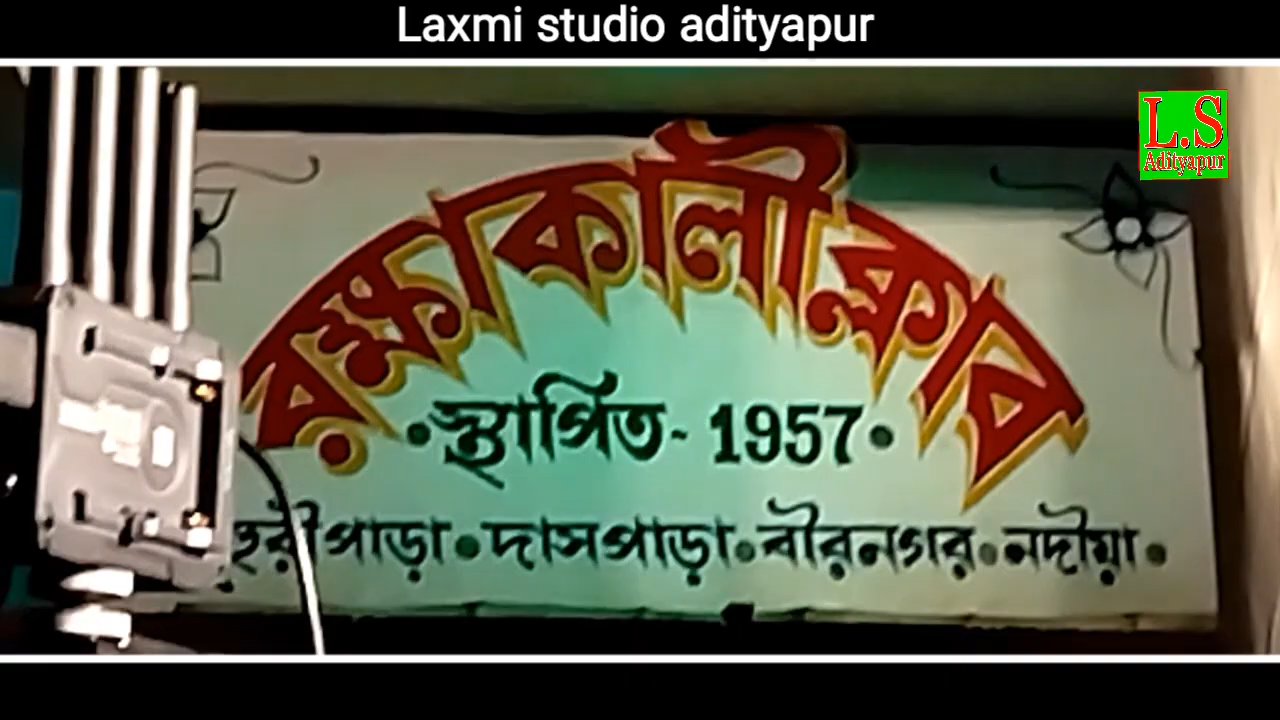 Laxmi studio adityapur
L.S
Adityapur
রক্ষাকালী ক্লাব
স্থাপিত- 1957
দাসপাড়া • বীরনগর • নদীয়া •